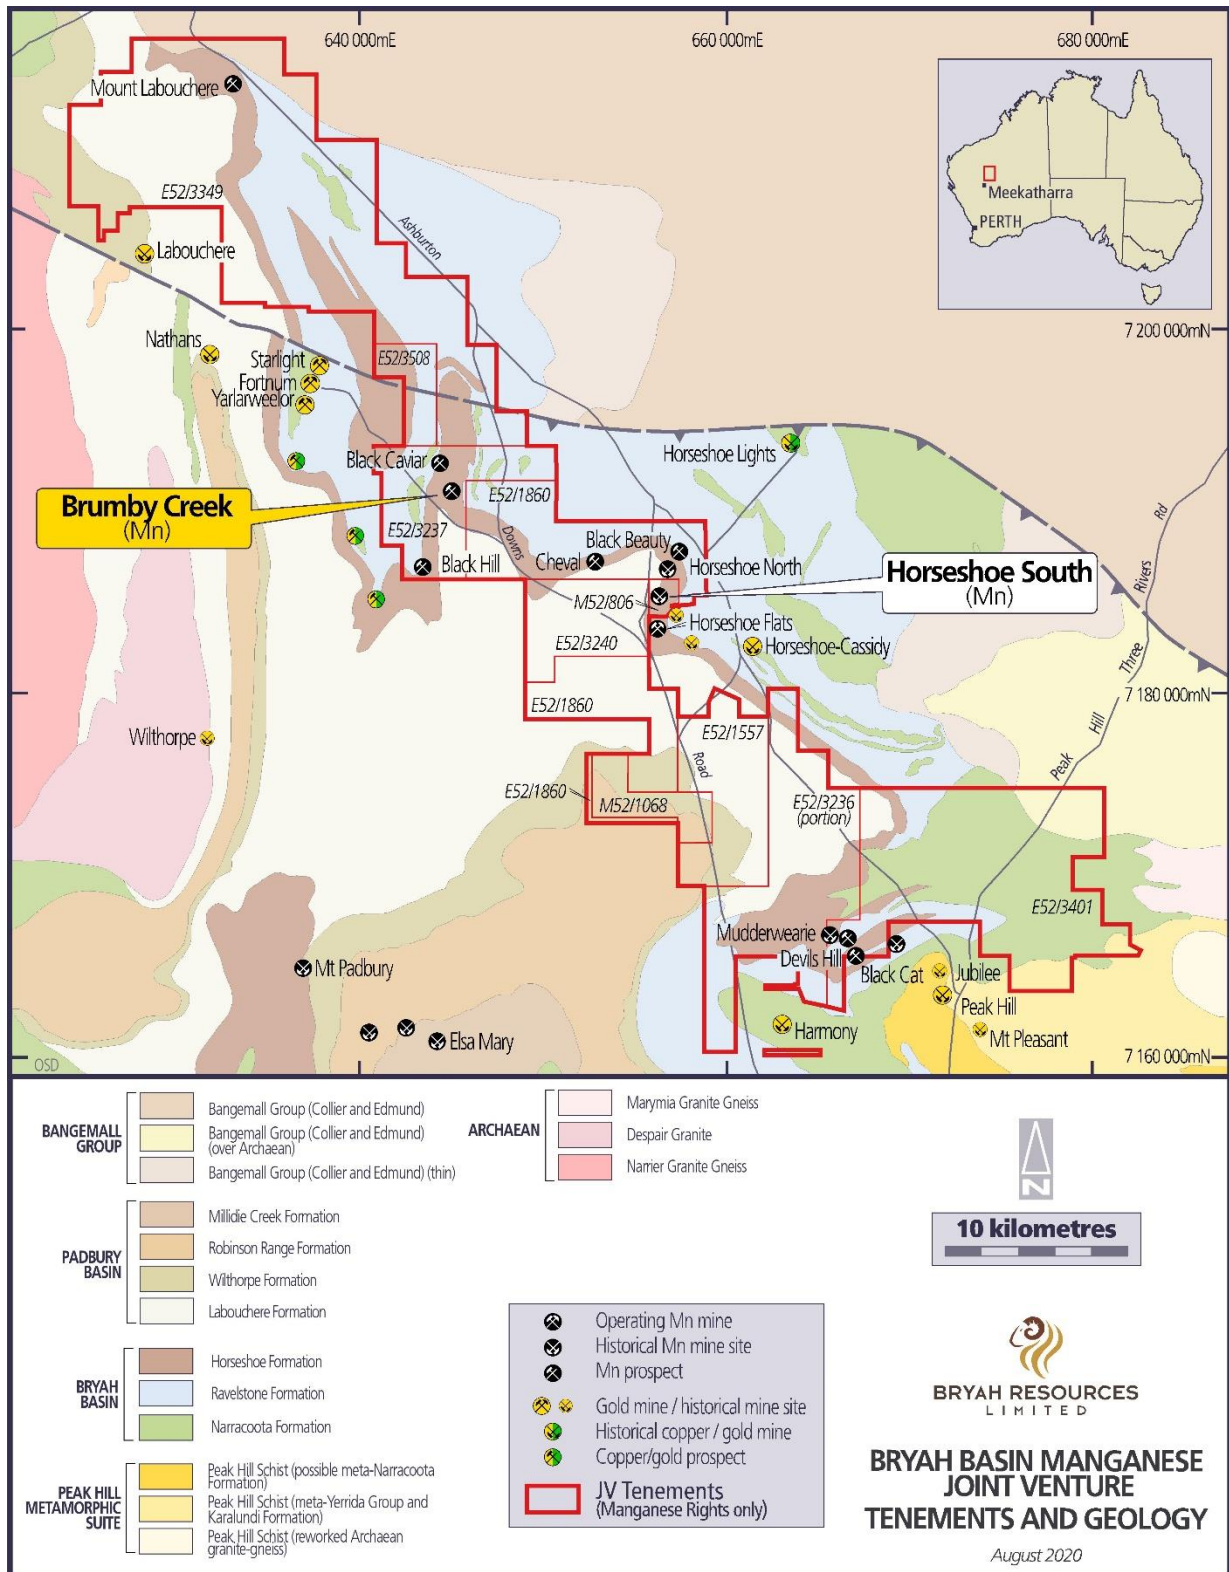 640 000mE
660 000mE
680 000mE
Mount Labouchere
Meekatharra
PERTH
E52/3349
Ashburton
Labouchere
7 200 000mN
Nathans
Starlight
E52/3508
Fortnum
Yarlarweelor
Horseshoe Lights
Black Caviar
E52/1860
Brumby Creek
(Mn)
E52/3237
Downs
Black Beauty
Cheval
Black Hill
Horseshoe North
Horseshoe South
(Mn)
M52/806
Horseshoe Flats
E52/3240
Horseshoe-Cassidy
Rd
Rivers
Three
Hill
Peak
E52/1860
7 180 000mN
E52/1557
Wilthorpe
Road
E52/1860
M52/1068
E52/3236
(portion)
E52/3401
Mudderwearie
Devils Hill
Black Cat
Jubilee
Mt Padbury
Peak Hill
Harmony
Mt Pleasant
Elsa Mary
7 160 000mN
OSD
BANGEMALL
GROUP
Bangemall Group (Collier and Edmund)
Bangemall Group (Collier and Edmund)
(over Archaean)
Bangemall Group (Collier and Edmund) (thin)
ARCHAEAN
Marymia Granite Gneiss
Despair Granite
Narrier Granite Gneiss
PADBURY
BASIN
Millidie Creek Formation
Robinson Range Formation
Wilthorpe Formation
Labouchere Formation
BRYAH
BASIN
Horseshoe Formation
Ravelstone Formation
Narracoota Formation
PEAK HILL
METAMORPHIC
SUITE
Peak Hill Schist (possible meta-Narracoota
Formation)
Peak Hill Schist (meta-Yerrida Group and
Karalundi Formation)
Peak Hill Schist (reworked Archaean
granite-gneiss)
N
10 kilometres
Operating Mn mine
Historical Mn mine site
Mn prospect
Gold mine / historical mine site
Historical copper / gold mine
Copper/gold prospect
JV Tenements
(Manganese Rights only)
BRYAH RESOURCES
LIMITED
BRYAH BASIN MANGANESE
JOINT VENTURE
TENEMENTS AND GEOLOGY
August 2020